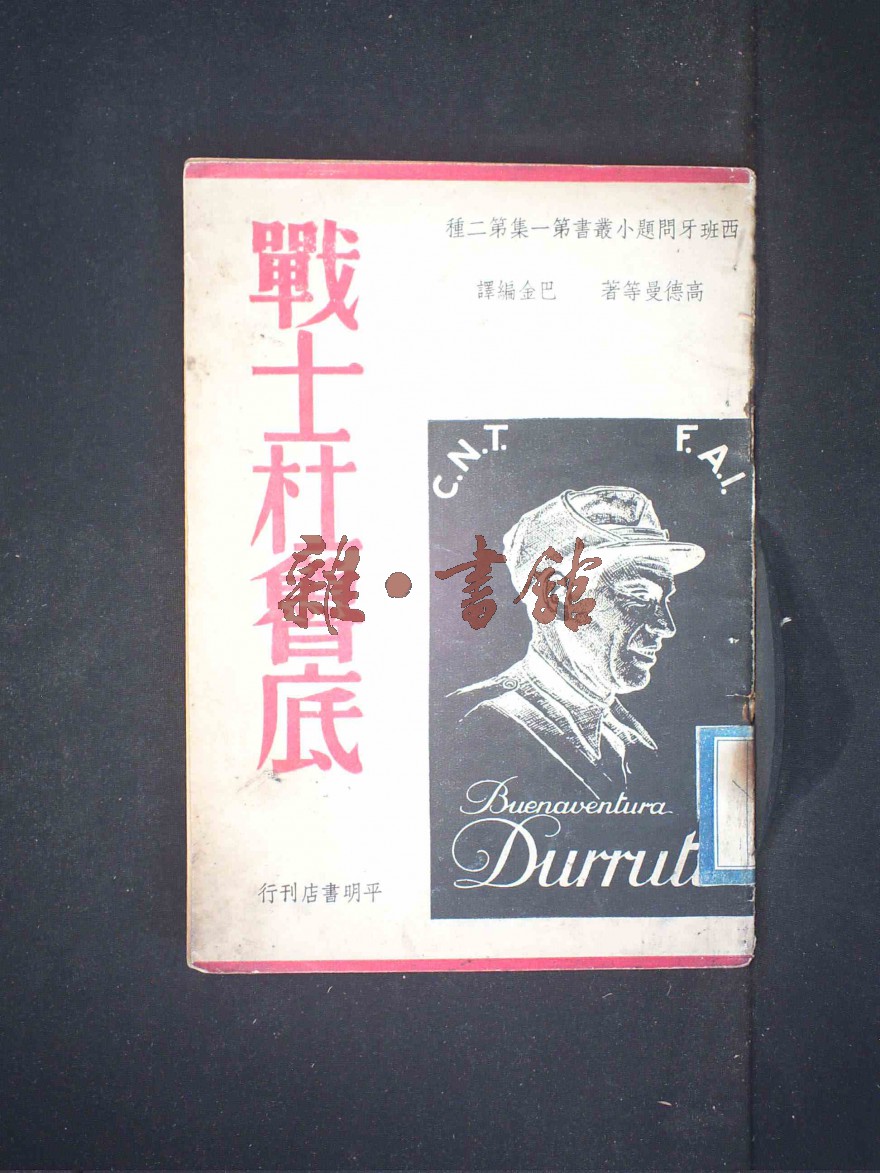 西班牙問題小叢書第一集第二種
高德曼等著 巴金編譯
戰士杜魯底
C.N.T. F.A.I.
Buenaventura
Durruti
平明書店刊行
雜·書館